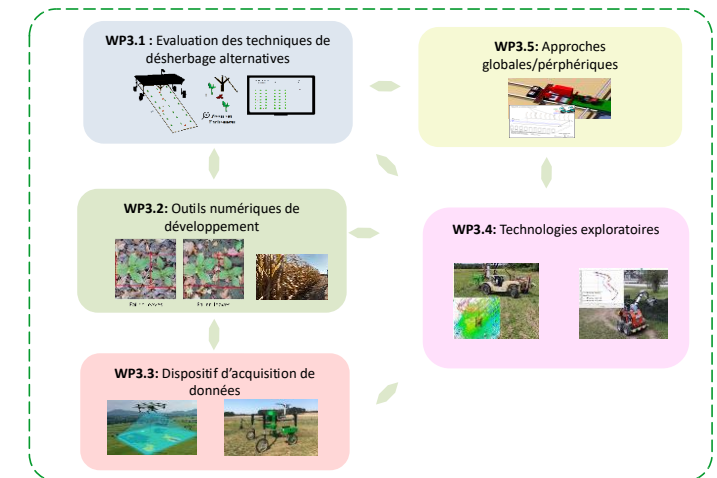 WP3.1 : Evaluation des techniques de
désherbage alternatives
WP3.5: Approches
globales/pérphériques
WP3.2: Outils numériques de
développement
WP3.4: Technologies exploratoires
WP3.3: Dispositif d'acquisition de
données